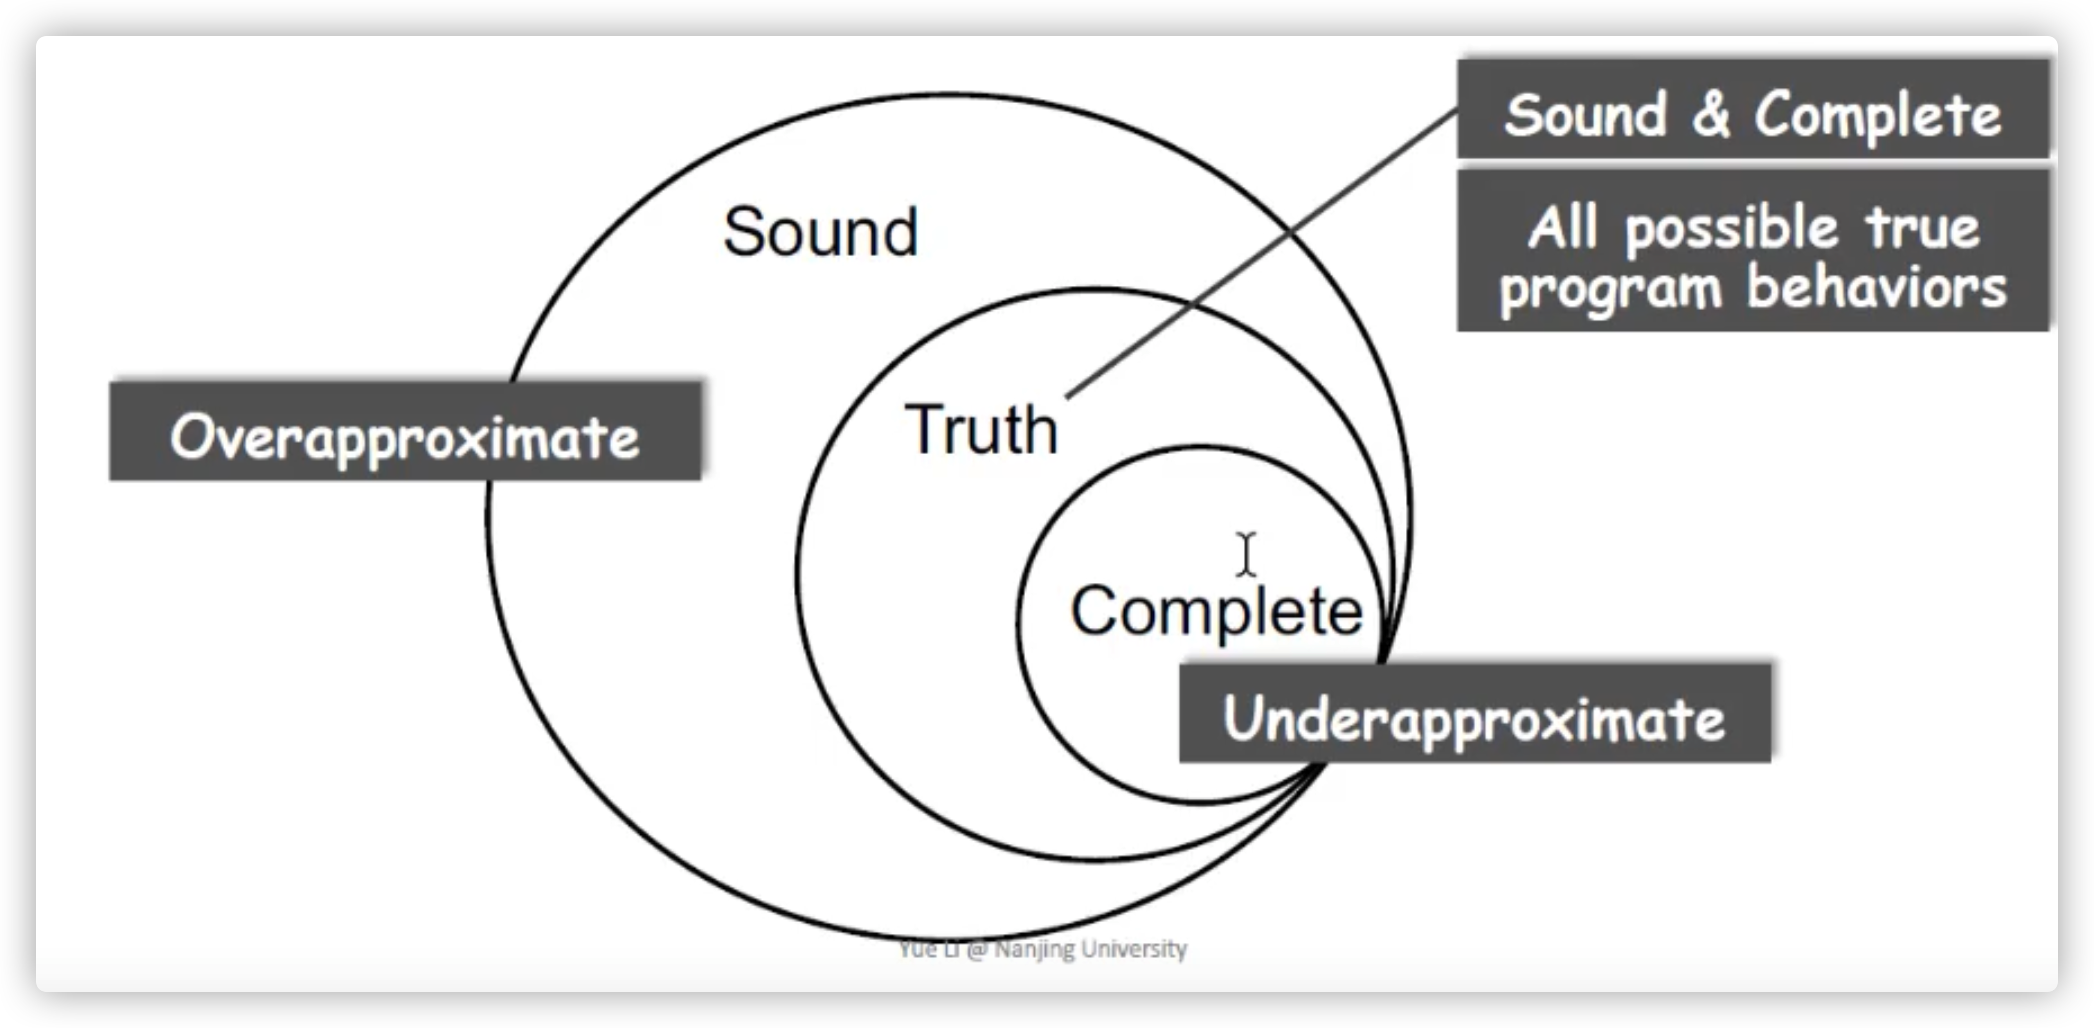 Sound & Complete
All possible true
program behaviors
Sound
Overapproximate
Truth
Complete
Underapproximate
Yue Li @ Nanjing University